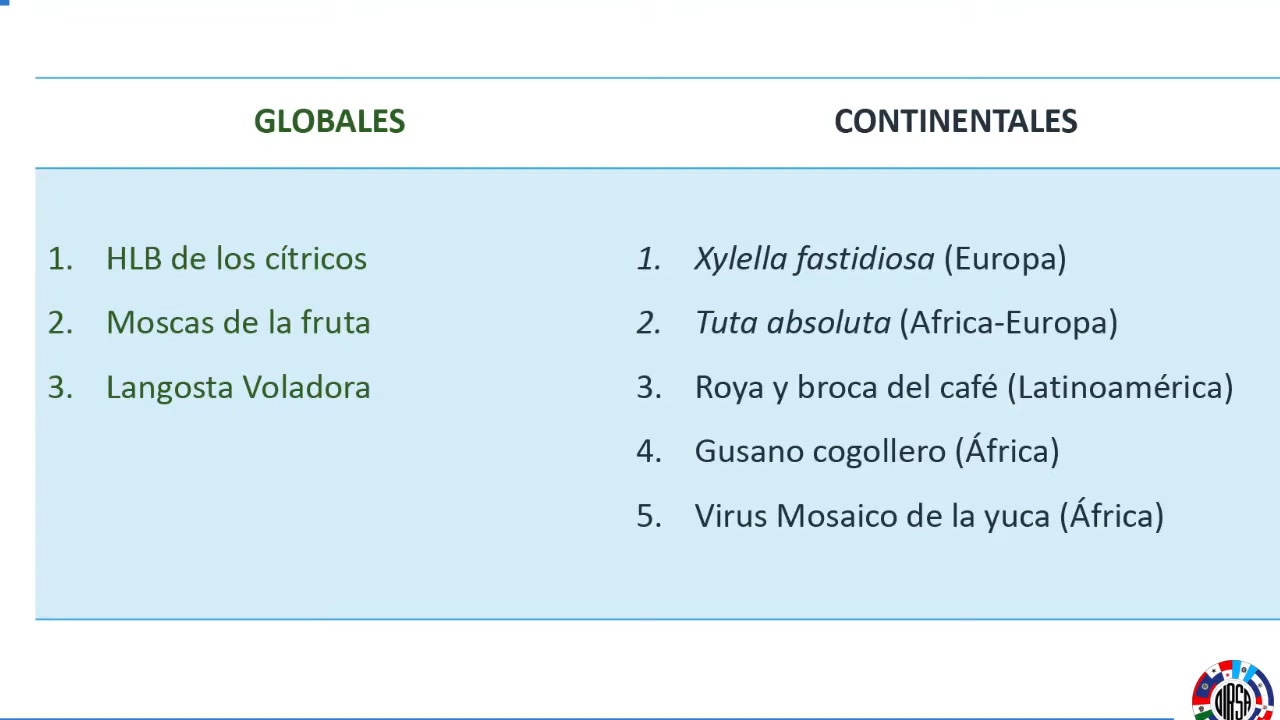 GLOBALES
CONTINENTALES
1. HLB de los cítricos
2. Moscas de la fruta
3. Langosta Voladora
1. Xylella fastidiosa (Europa)
2. Tuta absoluta (Africa-Europa)
3. Roya y broca del café (Latinoamérica)
4. Gusano cogollero (África)
5. Virus Mosaico de la yuca (África)
OIRSA